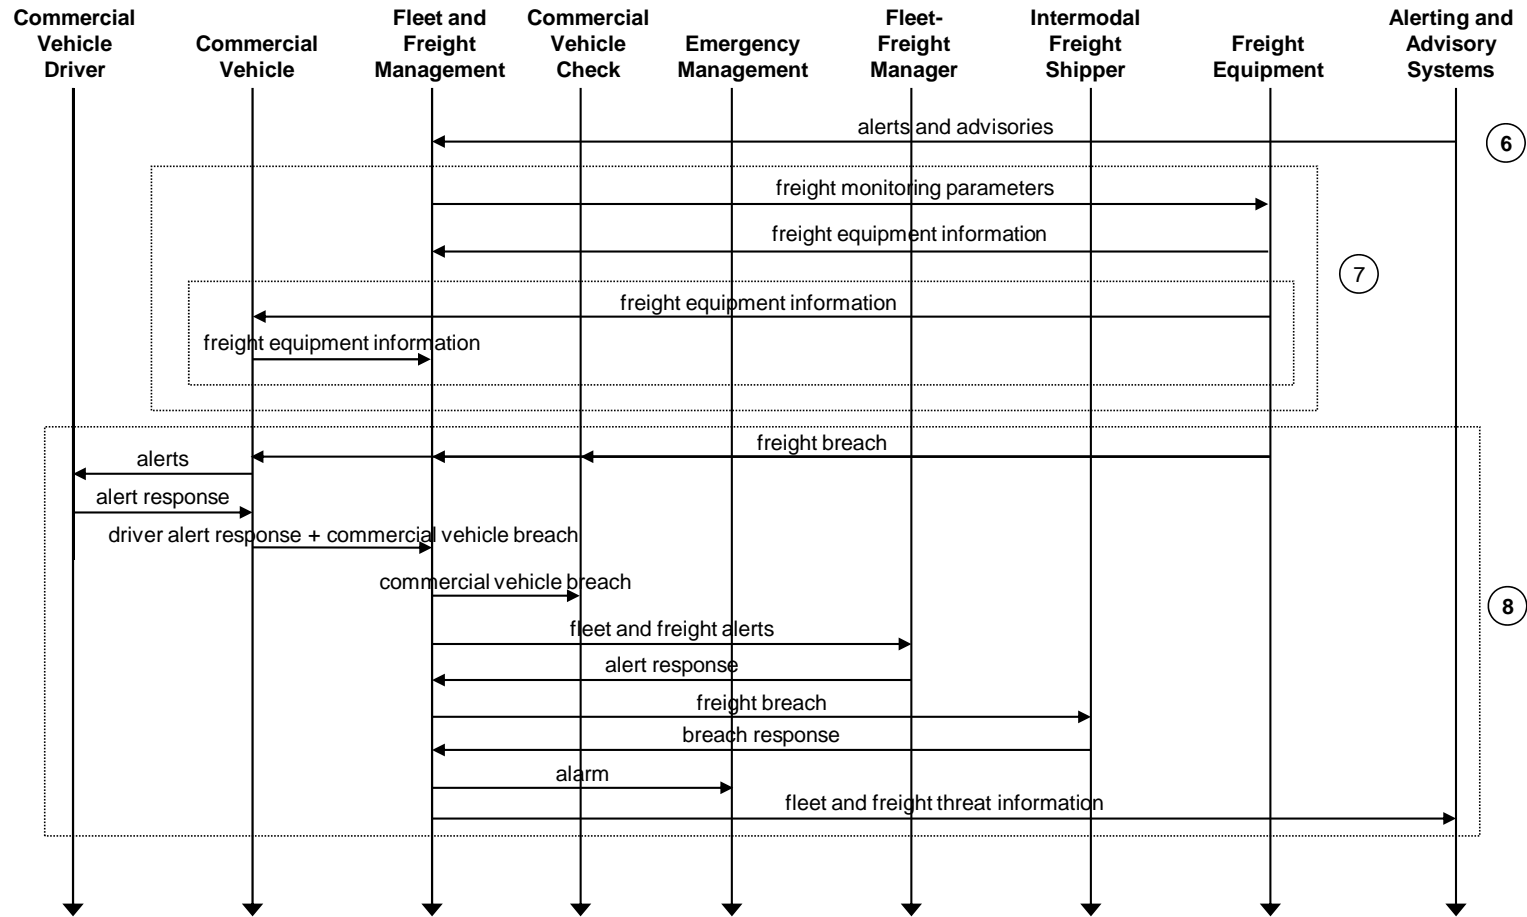 Commercial
Vehicle
Driver
Commercial
Vehicle
Fleet and
Freight
Management
Commercial
Vehicle
Check
Emergency
Management
Fleet-
Freight
Manager
Intermodal
Freight
Shipper
Freight
Equipment
Alerting and
Advisory
Systems
alerts and advisories
6
freight monitoring parameters
freight equipment information
7
freight equipment information
freight equipment information
freight breach
alerts
alert response
driver alert response + commercial vehicle breach
commercial vehicle breach
8
fleet and freight alerts
alert response
freight breach
breach response
alarm
fleet and freight threat information